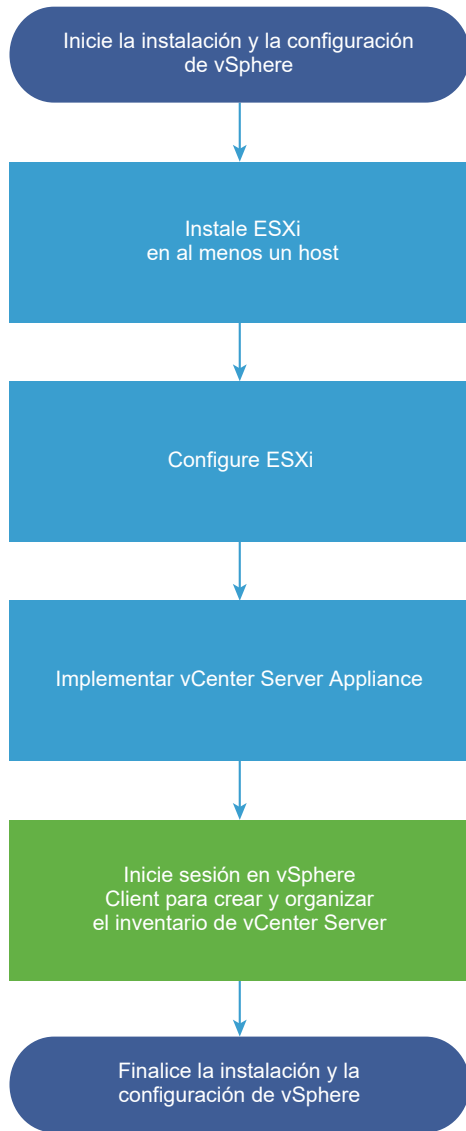 Inicie la instalación y la configuración
de vSphere
Instale ESXi
en al menos un host
Configure ESXi
Implementar vCenter Server Appliance
Inicie sesión en vSphere
Client para crear y organizar
el inventario de vCenter Server
Finalice la instalación y la
configuración de vSphere